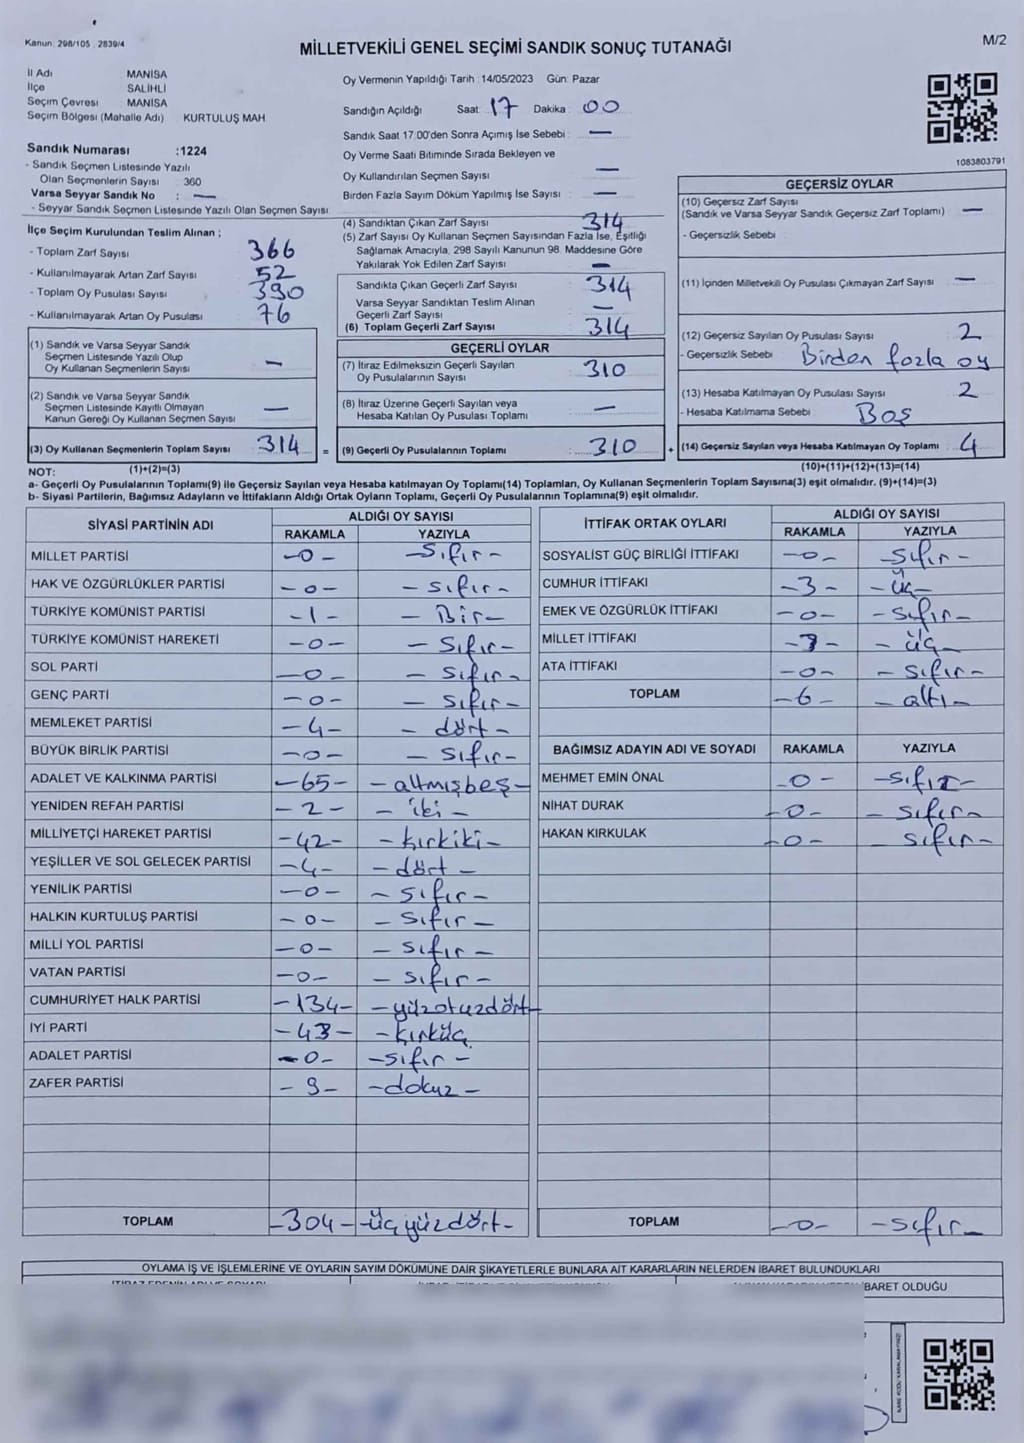 Kanun: 298/105 , 2839/4
MİLLETVEKİLİ GENEL SEÇİMİ SANDIK SONUÇ TUTANAĞI
M/2
İl Adı MANİSA
İlçe SALİHLİ
Seçim Çevresi MANİSA
Seçim Bölgesi (Mahalle Adı) KURTULUŞ MAH.
Oy Vermenin Yapıldığı Tarih :14/05/2023 Gün: Pazar
Sandığın Açıldığı Saat: 17 Dakika: 00
Sandık Saat 17:00'den Sonra Açımış İse Sebebi : —
Oy Verme Saati Bitiminde Sırada Bekleyen ve
Oy Kullandırılan Seçmen Sayısı —
Birden Fazla Sayım Döküm Yapılmış İse Sayısı —
Sandık Numarası :1224
- Sandık Seçmen Listesinde Yazılı
Olan Seçmenlerin Sayısı : 360
Varsa Seyyar Sandık No : —
- Seyyar Sandık Seçmen Listesinde Yazılı Olan Seçmen Sayısı
1083803791
İlçe Seçim Kurulundan Teslim Alınan ;
- Toplam Zarf Sayısı 366
- Kullanılmayarak Artan Zarf Sayısı 52
- Toplam Oy Pusulası Sayısı 390
- Kullanılmayarak Artan Oy Pusulası 76
(4) Sandıktan Çıkan Zarf Sayısı 314
(5) Zarf Sayısı Oy Kullanan Seçmen Sayısından Fazla İse, Eşitliği
Sağlamak Amacıyla, 298 Sayılı Kanunun 98. Maddesine Göre
Yakılarak Yok Edilen Zarf Sayısı —
Sandıkta Çıkan Geçerli Zarf Sayısı 314
Varsa Seyyar Sandıktan Teslim Alınan
Geçerli Zarf Sayısı —
(6) Toplam Geçerli Zarf Sayısı 314
GEÇERSİZ OYLAR
(10) Geçersiz Zarf Sayısı
(Sandık ve Varsa Seyyar Sandık Geçersiz Zarf Toplamı) —
- Geçersizlik Sebebi
(11) İçinden Milletvekili Oy Pusulası Çıkmayan Zarf Sayısı —
(12) Geçersiz Sayılan Oy Pusulası Sayısı 2
- Geçersizlik Sebebi Birden fazla oy
(13) Hesaba Katılmayan Oy Pusulası Sayısı 2
- Hesaba Katılmama Sebebi Boş
(14) Geçersiz Sayılan veya Hesaba Katılmayan Oy Toplamı 4
(10)+(11)+(12)+(13)=(14)
(1) Sandık ve Varsa Seyyar Sandık
Seçmen Listesinde Yazılı Olup
Oy Kullanan Seçmenlerin Sayısı —
(2) Sandık ve Varsa Seyyar Sandık
Seçmen Listesinde Kayıtlı Olmayan
Kanun Gereği Oy Kullanan Seçmen Sayısı —
(3) Oy Kullanan Seçmenlerin Toplam Sayısı 314 =
(1)+(2)=(3)
GEÇERLİ OYLAR
(7) İtiraz Edilmeksizin Geçerli Sayılan
Oy Pusulalarının Sayısı 310
(8) İtiraz Üzerine Geçerli Sayılan veya
Hesaba Katılan Oy Pusulası Toplamı —
(9) Geçerli Oy Pusulalarının Toplamı 310 +
NOT:
a- Geçerli Oy Pusulalarının Toplamı(9) ile Geçersiz Sayılan veya Hesaba katılmayan Oy Toplamı(14) Toplamları, Oy Kullanan Seçmenlerin Toplam Sayısına(3) eşit olmalıdır. (9)+(14)=(3)
b- Siyasi Partilerin, Bağımsız Adayların ve İttifakların Aldığı Ortak Oyların Toplamı, Geçerli Oy Pusulalarının Toplamına(9) eşit olmalıdır.
SİYASİ PARTİNİN ADI ALDIĞI OY SAYISI
RAKAMLA YAZIYLA
MİLLET PARTİSİ -0- -Sıfır-
HAK VE ÖZGÜRLÜKLER PARTİSİ -0- -sıfır-
TÜRKİYE KOMÜNİST PARTİSİ -1- -Bir-
TÜRKİYE KOMÜNİST HAREKETİ -0- -Sıfır-
SOL PARTİ -0- -Sıfır-
GENÇ PARTİ -0- -Sıfır-
MEMLEKET PARTİSİ -4- -dört-
BÜYÜK BİRLİK PARTİSİ -0- -Sıfır-
ADALET VE KALKINMA PARTİSİ -65- -altmışbeş-
YENİDEN REFAH PARTİSİ -2- -iki-
MİLLİYETÇİ HAREKET PARTİSİ -42- -kırkiki-
YEŞİLLER VE SOL GELECEK PARTİSİ -4- -dört-
YENİLİK PARTİSİ -0- -Sıfır-
HALKIN KURTULUŞ PARTİSİ -0- -Sıfır-
MİLLİ YOL PARTİSİ -0- -Sıfır-
VATAN PARTİSİ -0- -Sıfır-
CUMHURİYET HALK PARTİSİ -134- -yüzotuzdört-
İYİ PARTİ -43- -kırküç
ADALET PARTİSİ -0- -sıfır-
ZAFER PARTİSİ -9- -dokuz-
TOPLAM -304- -üçyüzdört-
İTTİFAK ORTAK OYLARI ALDIĞI OY SAYISI
RAKAMLA YAZIYLA
SOSYALİST GÜÇ BİRLİĞİ İTTİFAKI -0- -sıfır-
CUMHUR İTTİFAKI -3- -üç-
EMEK VE ÖZGÜRLÜK İTTİFAKI -0- -sıfır-
MİLLET İTTİFAKI -3- -üç-
ATA İTTİFAKI -0- -sıfır-
TOPLAM -6- -altı-
BAĞIMSIZ ADAYIN ADI VE SOYADI RAKAMLA YAZIYLA
MEHMET EMİN ÖNAL -0- -sıfır-
NİHAT DURAK -0- -sıfır-
HAKAN KIRKULAK -0- -sıfır-
TOPLAM -0- -sıfır-
OYLAMA İŞ VE İŞLEMLERİNE VE OYLARIN SAYIM DÖKÜMÜNE DAİR ŞİKAYETLERLE BUNLARA AİT KARARLARIN NELERDEN İBARET BULUNDUKLARI
İBARET OLDUĞU